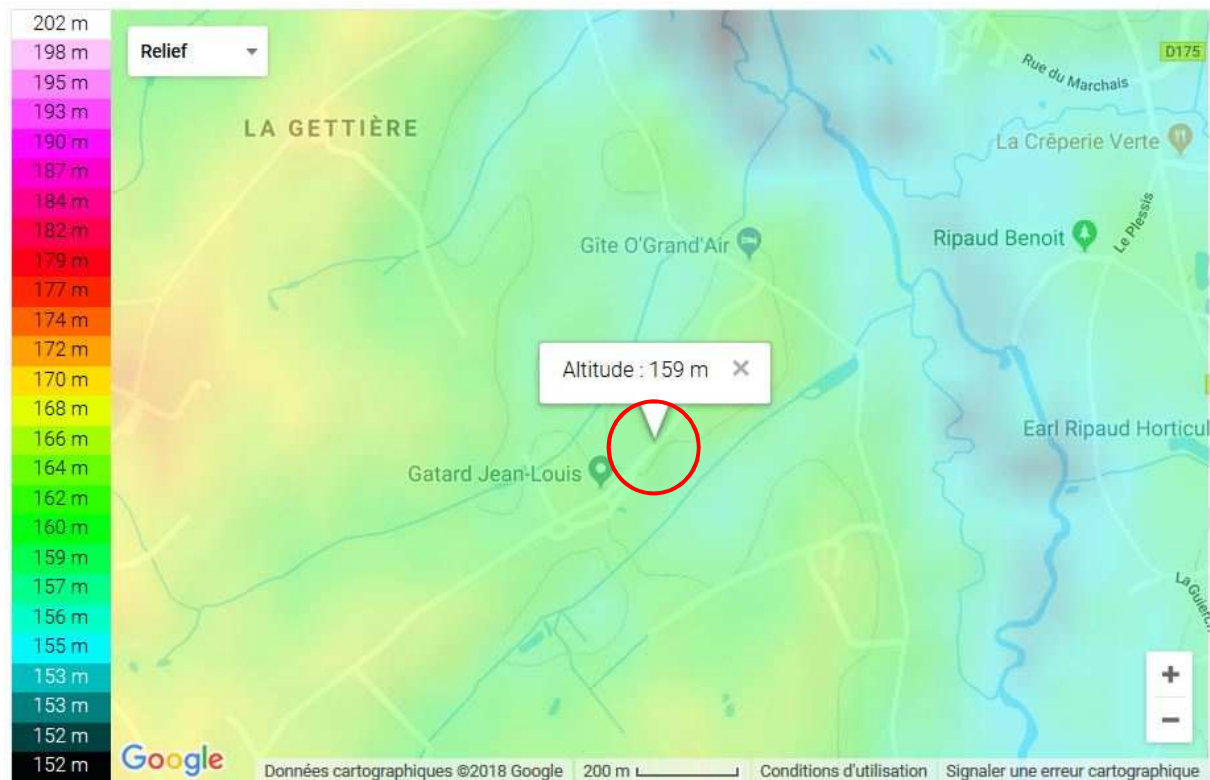 202 m
198 m
195 m
193 m
190 m
187 m
184 m
182 m
179 m
177 m
174 m
172 m
170 m
168 m
166 m
164 m
162 m
160 m
159 m
157 m
156 m
155 m
153 m
153 m
152 m
152 m
Relief
D175
Rue du Marchais
LA GETTIÈRE
La Crêperie Verte
Le Plessis
Gîte O'Grand'Air
Ripaud Benoit
Altitude : 159 m ×
Earl Ripaud Horticul
Gatard Jean-Louis
La Guierch
+
−
Google
Données cartographiques ©2018 Google
200 m
Conditions d'utilisation
Signaler une erreur cartographique